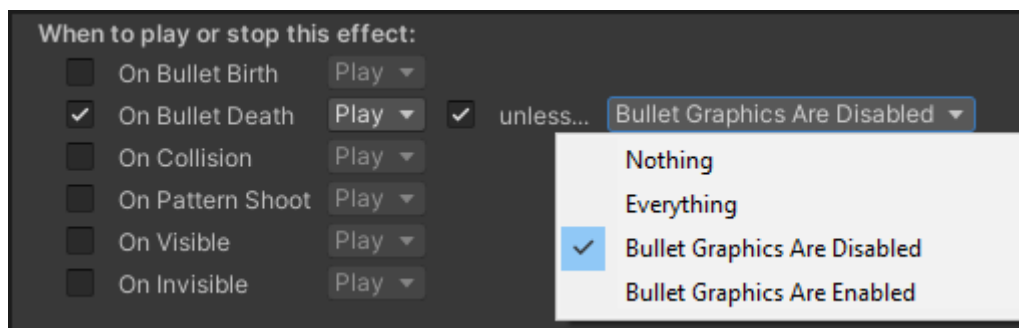 When to play or stop this effect:
On Bullet Birth Play
On Bullet Death Play unless... Bullet Graphics Are Disabled
On Collision Play
Nothing
On Pattern Shoot Play
Everything
On Visible Play
Bullet Graphics Are Disabled
On Invisible Play
Bullet Graphics Are Enabled